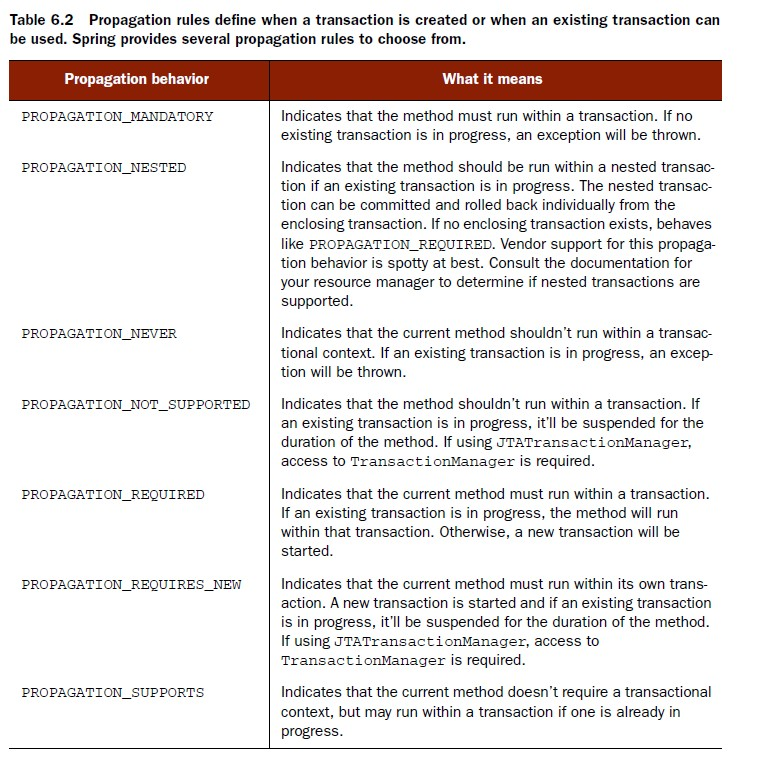 Table 6.2 Propagation rules define when a transaction is created or when an existing transaction can
be used. Spring provides several propagation rules to choose from.
Propagation behavior What it means
PROPAGATION_MANDATORY Indicates that the method must run within a transaction. If no
existing transaction is in progress, an exception will be thrown.
PROPAGATION_NESTED Indicates that the method should be run within a nested transac-
tion if an existing transaction is in progress. The nested transac-
tion can be committed and rolled back individually from the
enclosing transaction. If no enclosing transaction exists, behaves
like PROPAGATION_REQUIRED. Vendor support for this propaga-
tion behavior is spotty at best. Consult the documentation for
your resource manager to determine if nested transactions are
supported.
PROPAGATION_NEVER Indicates that the current method shouldn't run within a transac-
tional context. If an existing transaction is in progress, an excep-
tion will be thrown.
PROPAGATION_NOT_SUPPORTED Indicates that the method shouldn't run within a transaction. If
an existing transaction is in progress, it'll be suspended for the
duration of the method. If using JTATransactionManager,
access to TransactionManager is required.
PROPAGATION_REQUIRED Indicates that the current method must run within a transaction.
If an existing transaction is in progress, the method will run
within that transaction. Otherwise, a new transaction will be
started.
PROPAGATION_REQUIRES_NEW Indicates that the current method must run within its own trans-
action. A new transaction is started and if an existing transaction
is in progress, it'll be suspended for the duration of the method.
If using JTATransactionManager, access to
TransactionManager is required.
PROPAGATION_SUPPORTS Indicates that the current method doesn't require a transactional
context, but may run within a transaction if one is already in
progress.